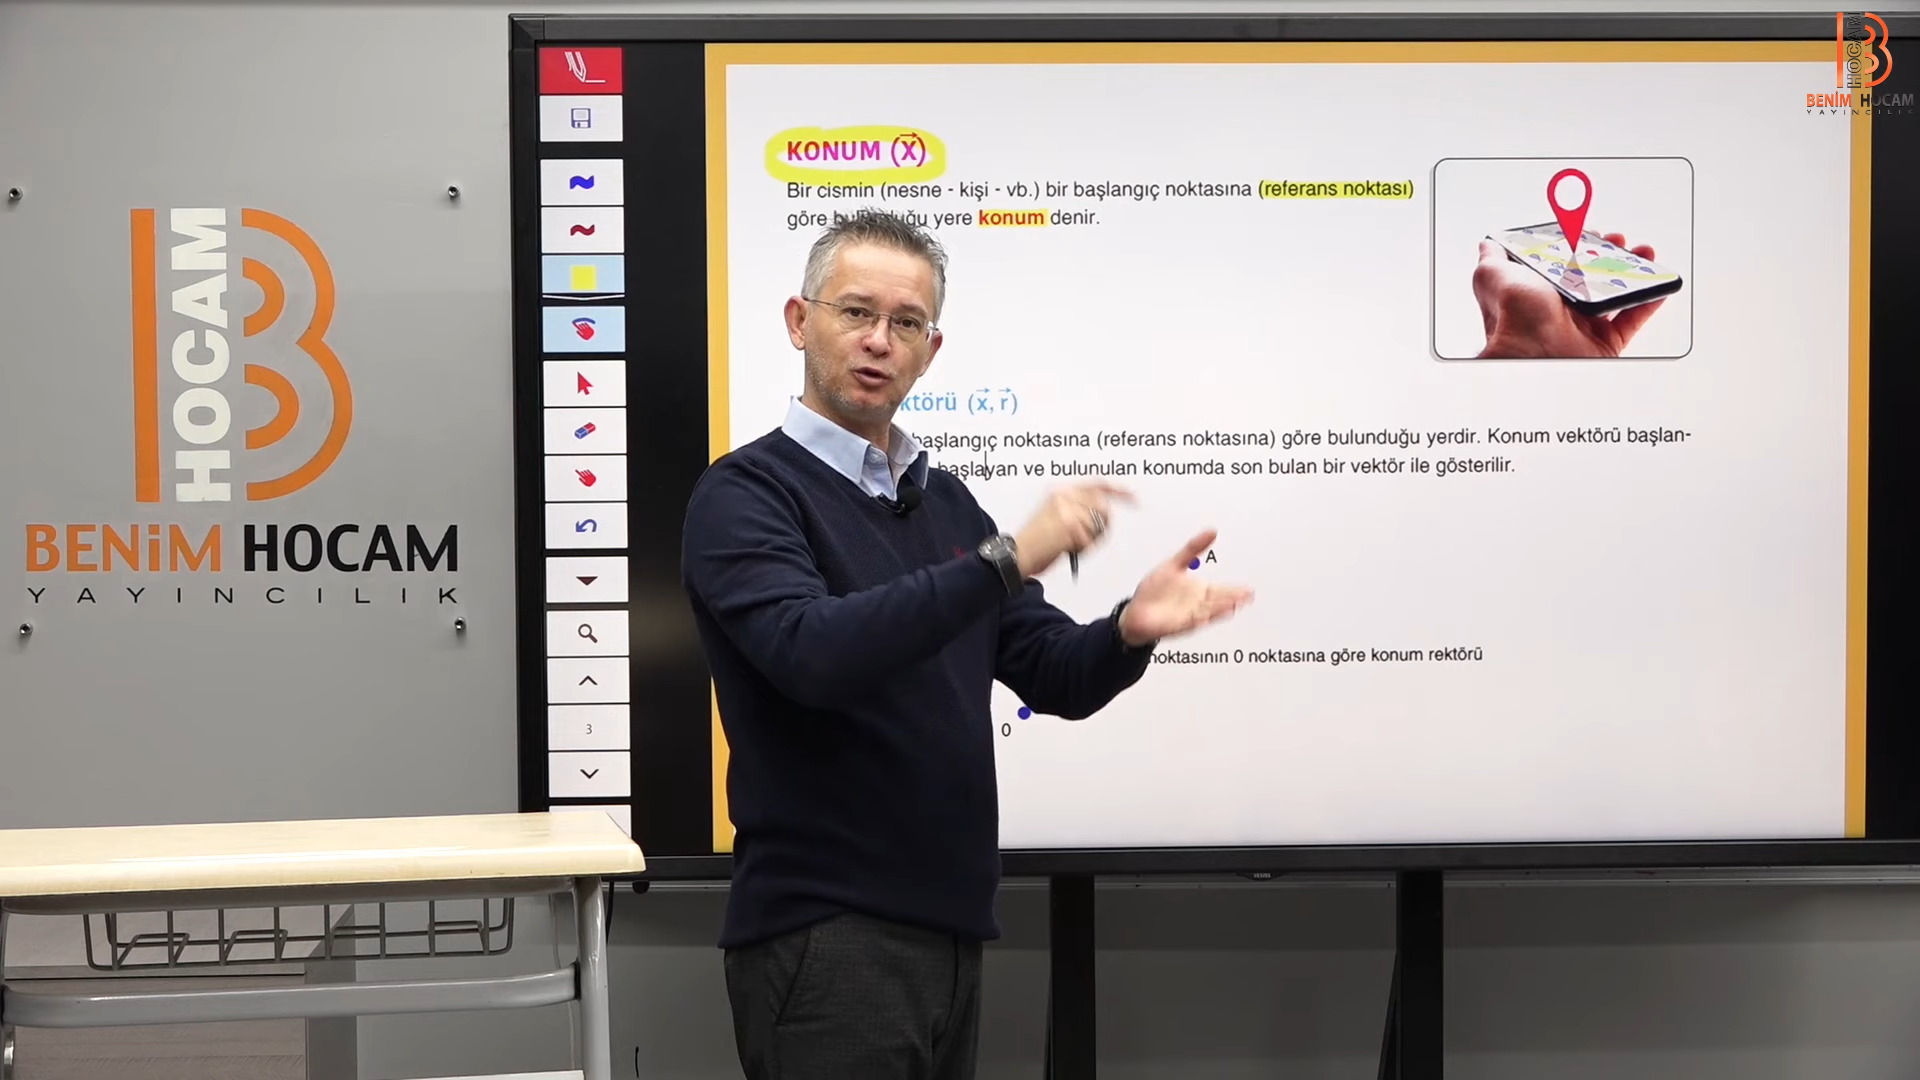 HOCAM
BENİM HOCAM
YAYINCILIK
HOCAM
BENİM HOCAM
YAYINCILIK
KONUM (x⃗)
Bir cismin (nesne - kişi - vb.) bir başlangıç noktasına (referans noktası)
göre bulunduğu yere konum denir.
ktörü (x⃗, r⃗)
başlangıç noktasına (referans noktasına) göre bulunduğu yerdir. Konum vektörü başlan-
başlayan ve bulunulan konumda son bulan bir vektör ile gösterilir.
A
noktasının 0 noktasına göre konum rektörü
0
3